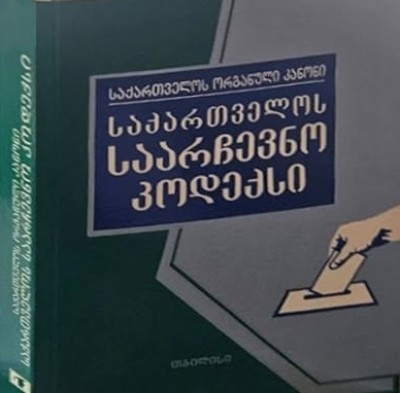 საქართველოს ორგანული კანონი
საქართველოს
საარჩევნო
კოდექსი
თბილისი